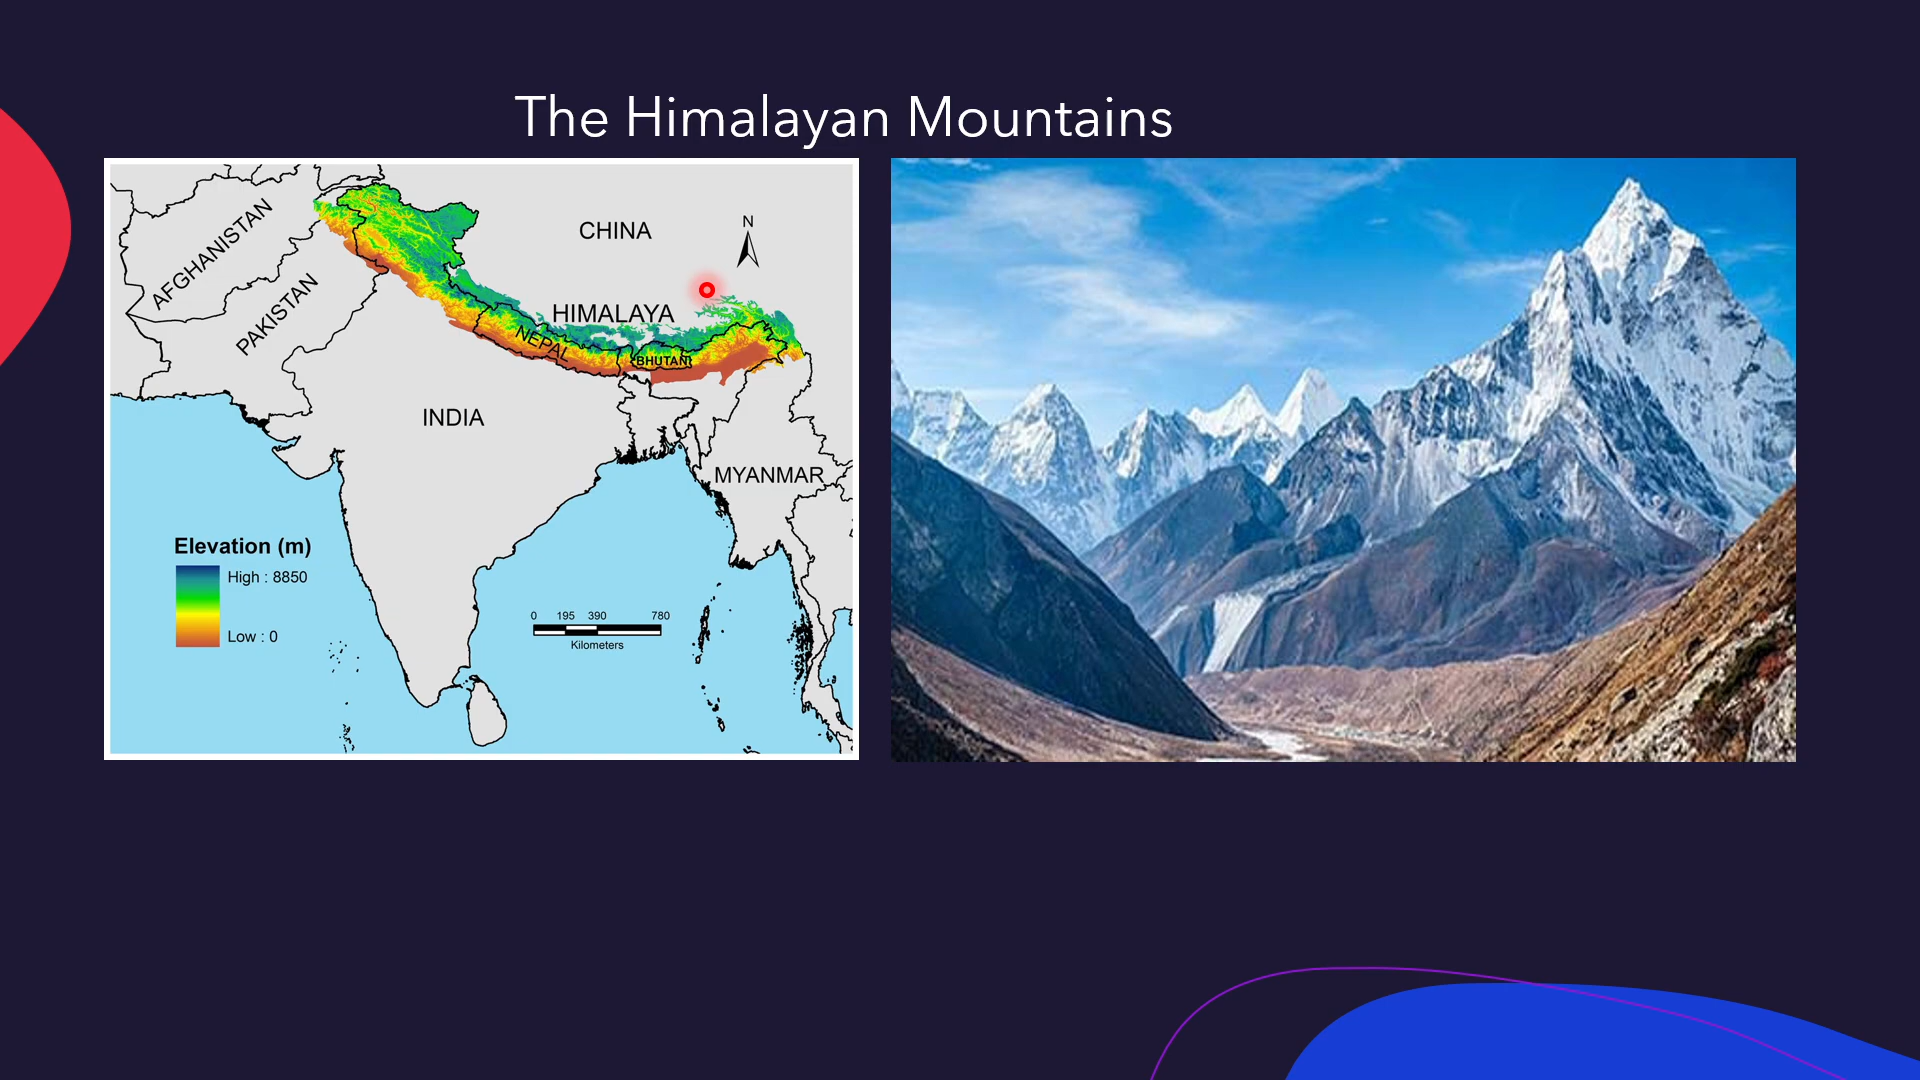 The Himalayan Mountains
AFGHANISTAN
PAKISTAN
CHINA
N
HIMALAYA
NEPAL
BHUTAN
INDIA
MYANMAR
Elevation (m)
High : 8850
Low : 0
0 195 390 780
Kilometers